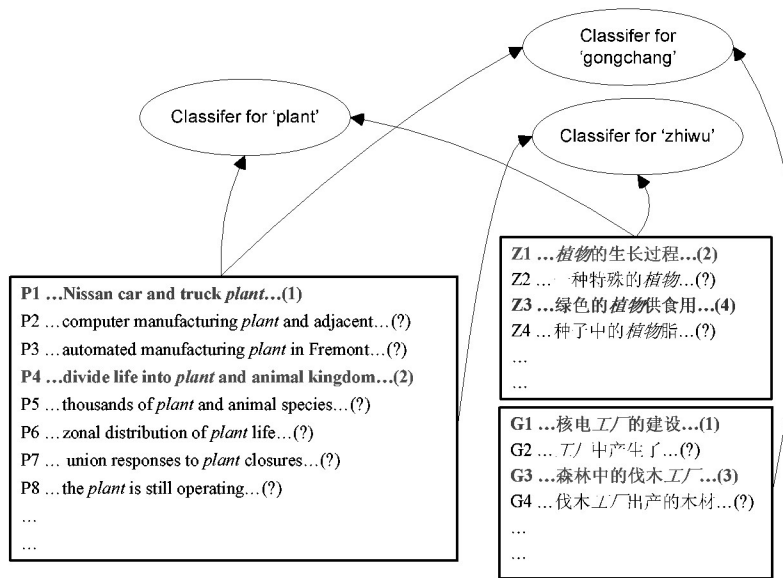 Classifer for
'gongchang'
Classifer for 'plant'
Classifer for 'zhiwu'
P1 …Nissan car and truck plant…(1)
P2 …computer manufacturing plant and adjacent…(?)
P3 …automated manufacturing plant in Fremont…(?)
P4 …divide life into plant and animal kingdom…(2)
P5 …thousands of plant and animal species…(?)
P6 …zonal distribution of plant life…(?)
P7 … union responses to plant closures…(?)
P8 …the plant is still operating…(?)
…
…
Z1 …植物的生长过程…(2)
Z2 …一种特殊的植物…(?)
Z3 …绿色的植物供食用…(4)
Z4 …种子中的植物脂…(?)
…
…
G1 …核电工厂的建设…(1)
G2 …工厂中产生了…(?)
G3 …森林中的伐木工厂…(3)
G4 …伐木工厂出产的木材…(?)
…
…